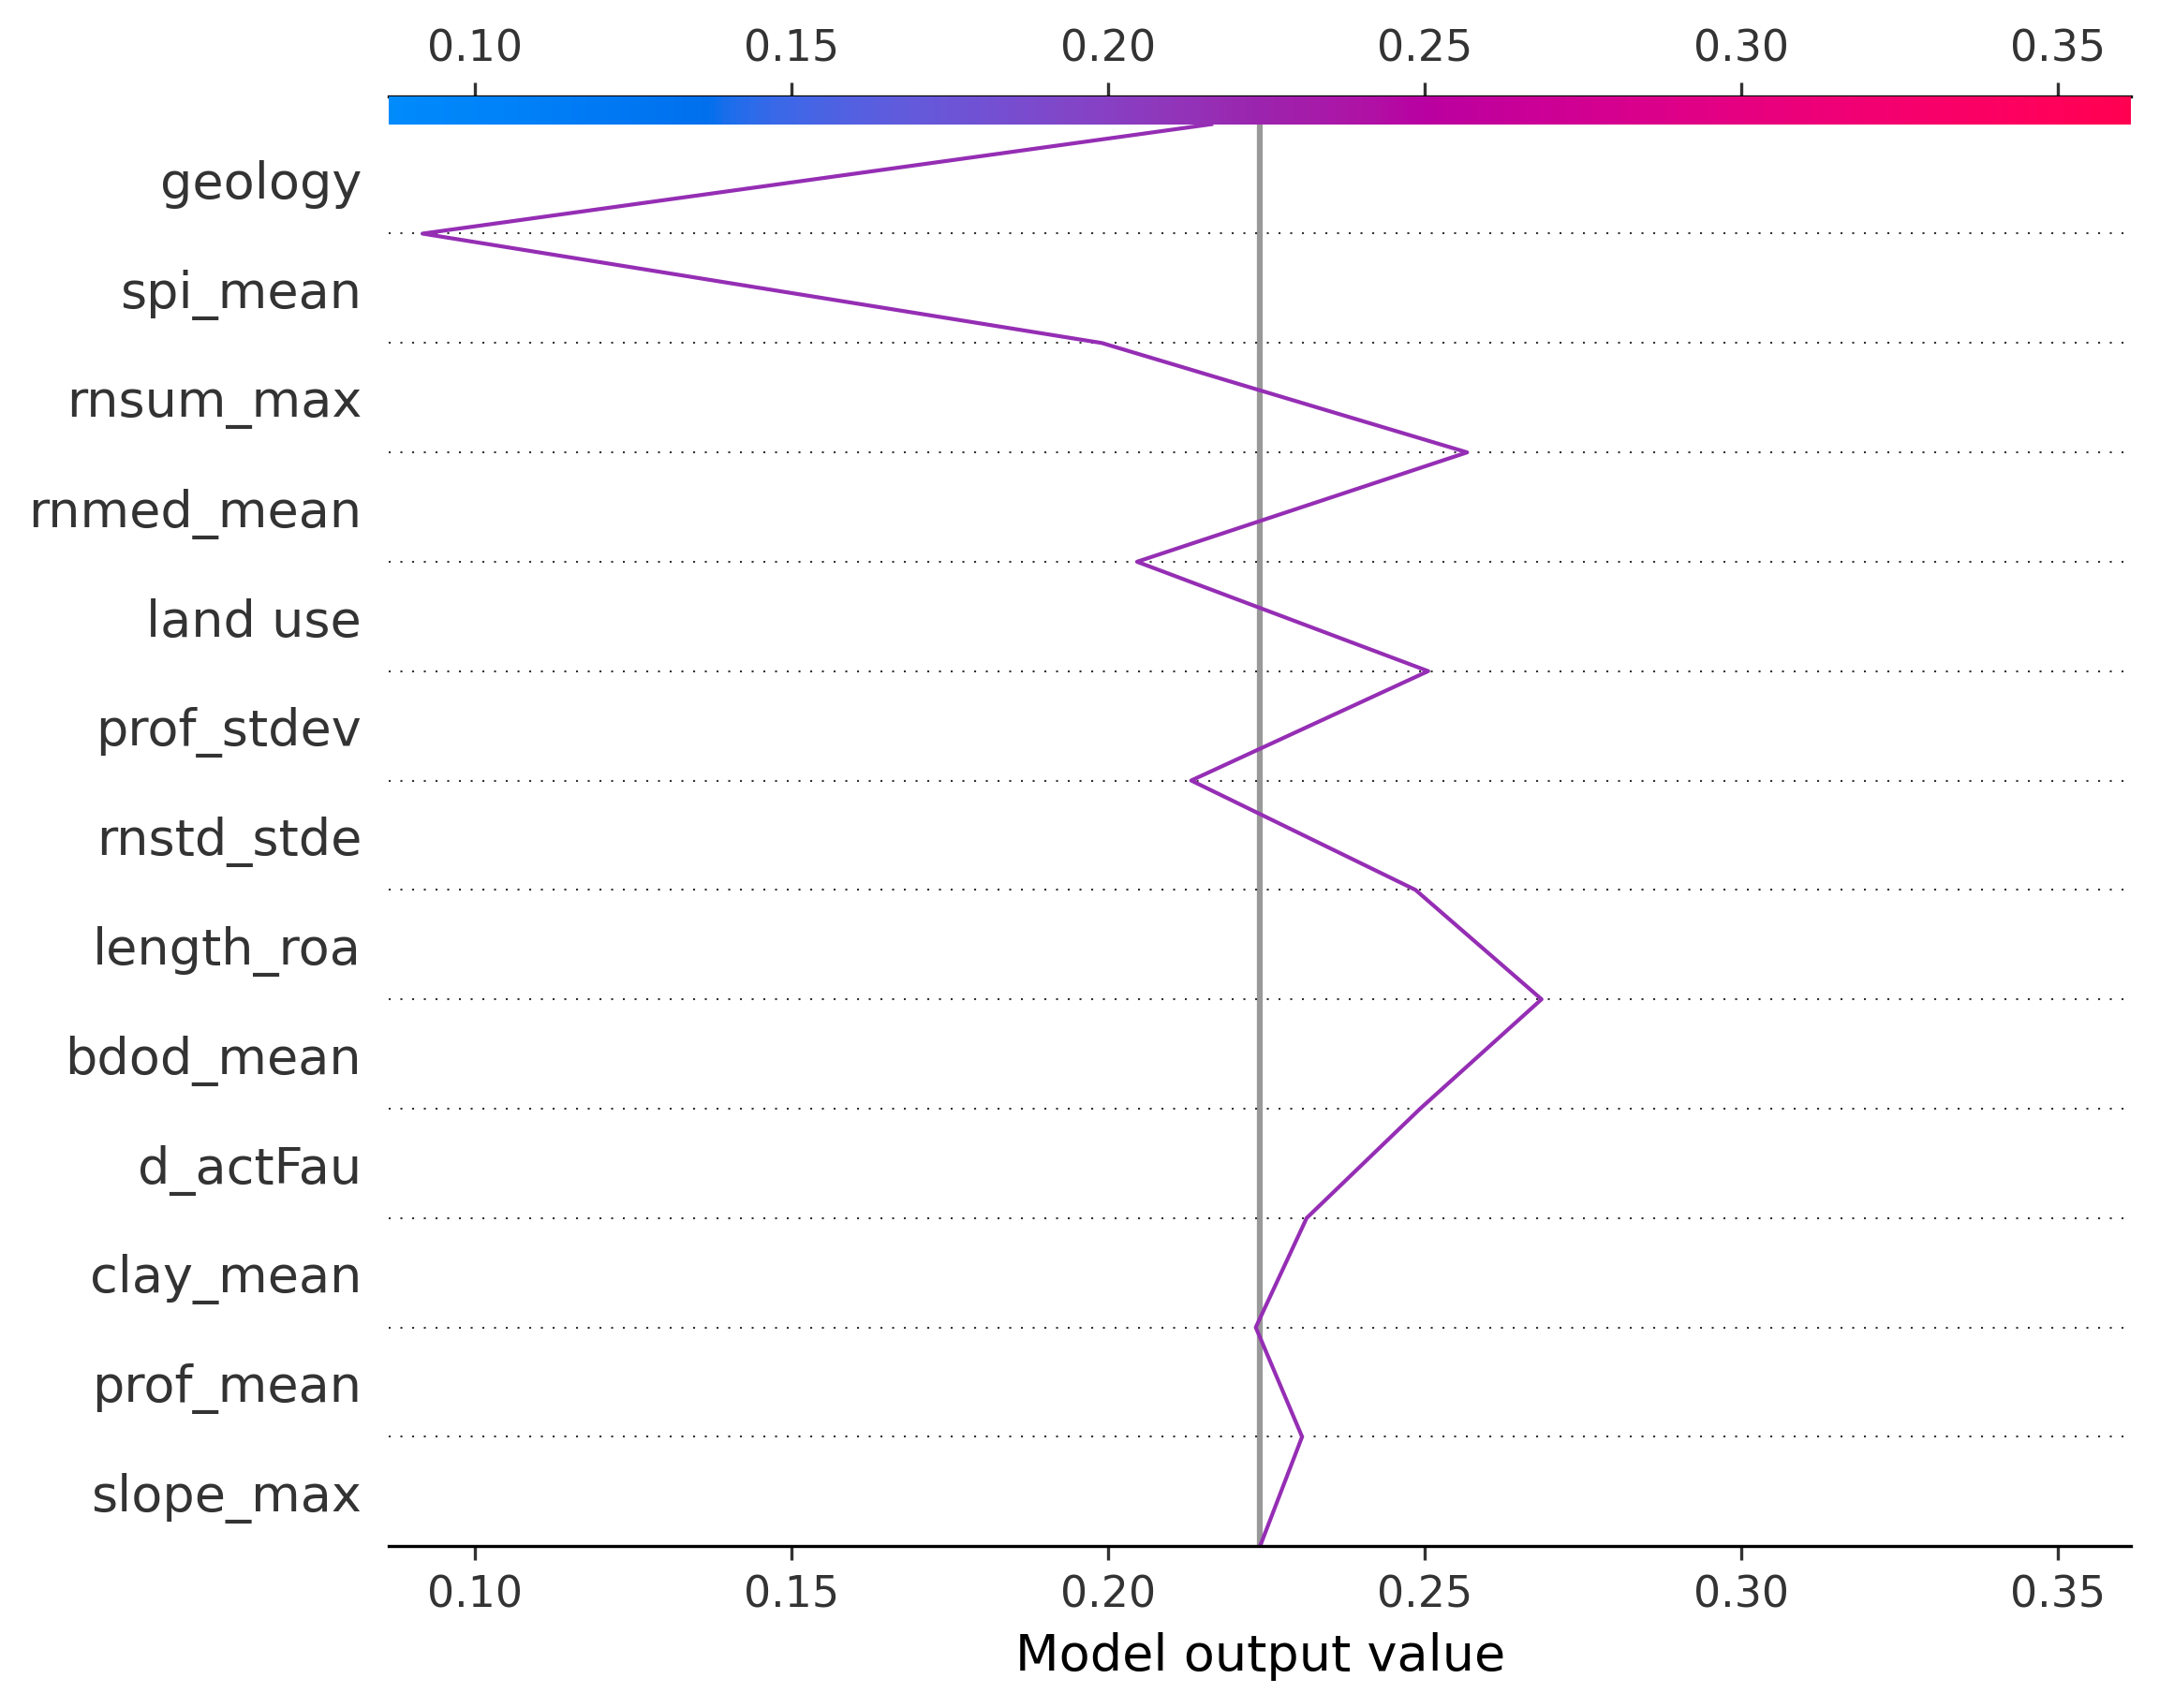 0.10 0.15 0.20 0.25 0.30 0.35
geology
spi_mean
rnsum_max
rnmed_mean
land use
prof_stdev
rnstd_stde
length_roa
bdod_mean
d_actFau
clay_mean
prof_mean
slope_max
0.10 0.15 0.20 0.25 0.30 0.35
Model output value